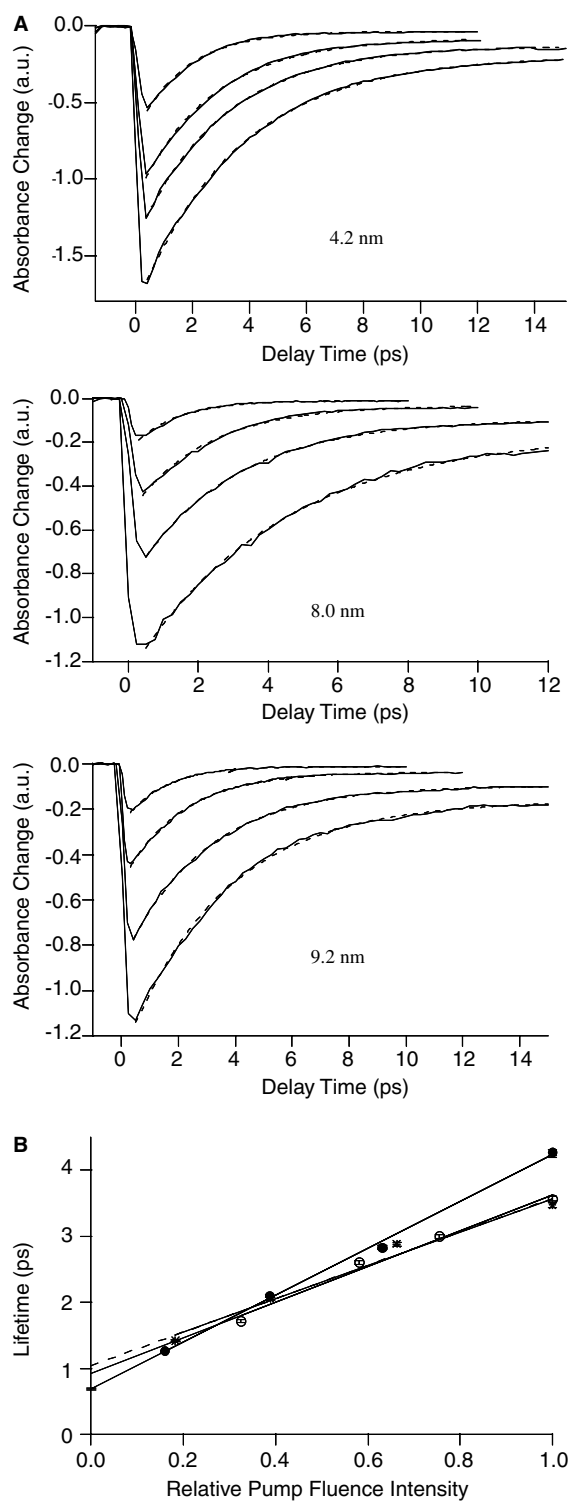 A
Absorbance Change (a.u.)
0.0
-0.5
-1.0
-1.5
4.2 nm
0 2 4 6 8 10 12 14
Delay Time (ps)
Absorbance Change (a.u.)
0.0
-0.2
-0.4
-0.6
-0.8
-1.0
-1.2
8.0 nm
0 2 4 6 8 10 12
Delay Time (ps)
Absorbance Change (a.u.)
0.0
-0.2
-0.4
-0.6
-0.8
-1.0
-1.2
9.2 nm
0 2 4 6 8 10 12 14
Delay Time (ps)
B
Lifetime (ps)
4
3
2
1
0
0.0 0.2 0.4 0.6 0.8 1.0
Relative Pump Fluence Intensity